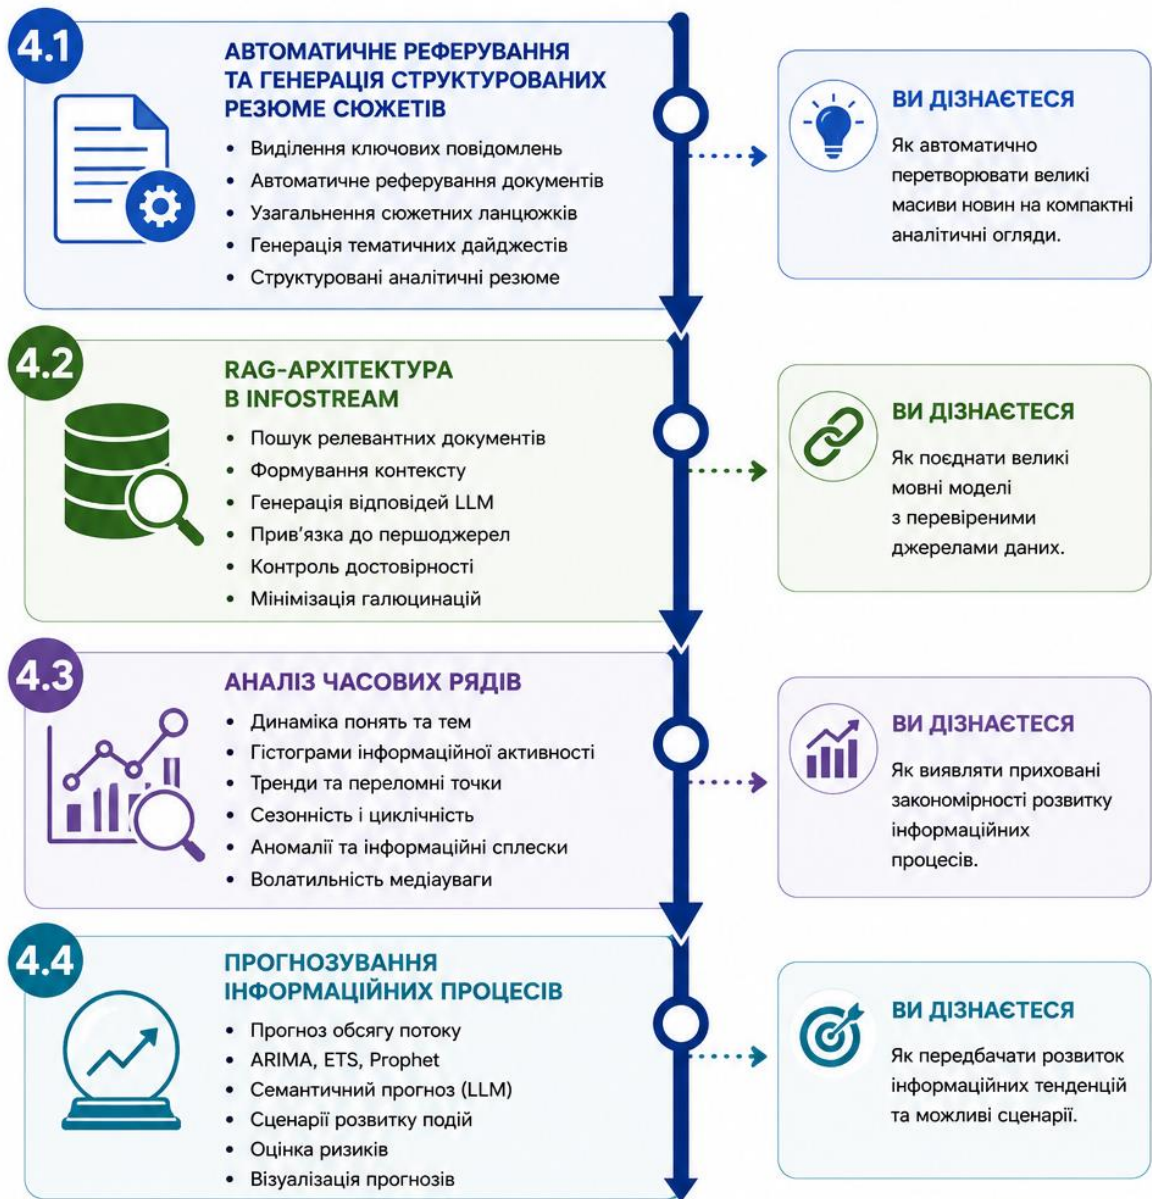 4.1
АВТОМАТИЧНЕ РЕФЕРУВАННЯ
ТА ГЕНЕРАЦІЯ СТРУКТУРОВАНИХ
РЕЗЮМЕ СЮЖЕТІВ
• Виділення ключових повідомлень
• Автоматичне реферування документів
• Узагальнення сюжетних ланцюжків
• Генерація тематичних дайджестів
• Структуровані аналітичні резюме
ВИ ДІЗНАЄТЕСЯ
Як автоматично
перетворювати великі
масиви новин на компактні
аналітичні огляди.
4.2
RAG-АРХІТЕКТУРА
В INFOSTREAM
• Пошук релевантних документів
• Формування контексту
• Генерація відповідей LLM
• Прив’язка до першоджерел
• Контроль достовірності
• Мінімізація галюцинацій
ВИ ДІЗНАЄТЕСЯ
Як поєднати великі
мовні моделі
з перевіреними
джерелами даних.
4.3
АНАЛІЗ ЧАСОВИХ РЯДІВ
• Динаміка понять та тем
• Гістограми інформаційної активності
• Тренди та переломні точки
• Сезонність і циклічність
• Аномалії та інформаційні сплески
• Волатильність медіауваги
ВИ ДІЗНАЄТЕСЯ
Як виявляти приховані
закономірності розвитку
інформаційних
процесів.
4.4
ПРОГНОЗУВАННЯ
ІНФОРМАЦІЙНИХ ПРОЦЕСІВ
• Прогноз обсягу потоку
• ARIMA, ETS, Prophet
• Семантичний прогноз (LLM)
• Сценарії розвитку подій
• Оцінка ризиків
• Візуалізація прогнозів
ВИ ДІЗНАЄТЕСЯ
Як передбачати розвиток
інформаційних тенденцій
та можливі сценарії.